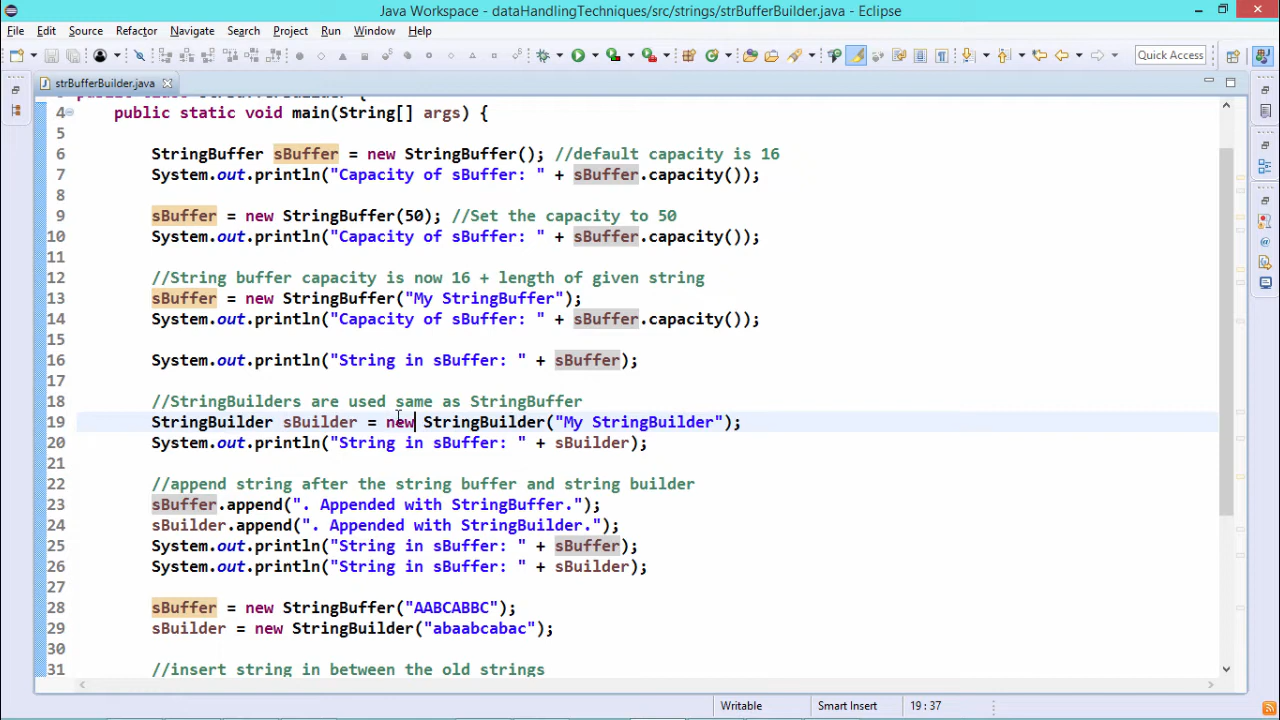 Java Workspace - dataHandlingTechniques/src/strings/strBufferBuilder.java - Eclipse
File Edit Source Refactor Navigate Search Project Run Window Help
Quick Access
strBufferBuilder.java
4 public static void main(String[] args) {
5
6 StringBuffer sBuffer = new StringBuffer(); //default capacity is 16
7 System.out.println("Capacity of sBuffer: " + sBuffer.capacity());
8
9 sBuffer = new StringBuffer(50); //Set the capacity to 50
10 System.out.println("Capacity of sBuffer: " + sBuffer.capacity());
11
12 //String buffer capacity is now 16 + length of given string
13 sBuffer = new StringBuffer("My StringBuffer");
14 System.out.println("Capacity of sBuffer: " + sBuffer.capacity());
15
16 System.out.println("String in sBuffer: " + sBuffer);
17
18 //StringBuilders are used same as StringBuffer
19 StringBuilder sBuilder = new StringBuilder("My StringBuilder");
20 System.out.println("String in sBuffer: " + sBuilder);
21
22 //append string after the string buffer and string builder
23 sBuffer.append(". Appended with StringBuffer.");
24 sBuilder.append(". Appended with StringBuilder.");
25 System.out.println("String in sBuffer: " + sBuffer);
26 System.out.println("String in sBuffer: " + sBuilder);
27
28 sBuffer = new StringBuffer("AABCABBC");
29 sBuilder = new StringBuilder("abaabcabac");
30
31 //insert string in between the old strings
Writable Smart Insert 19 : 37